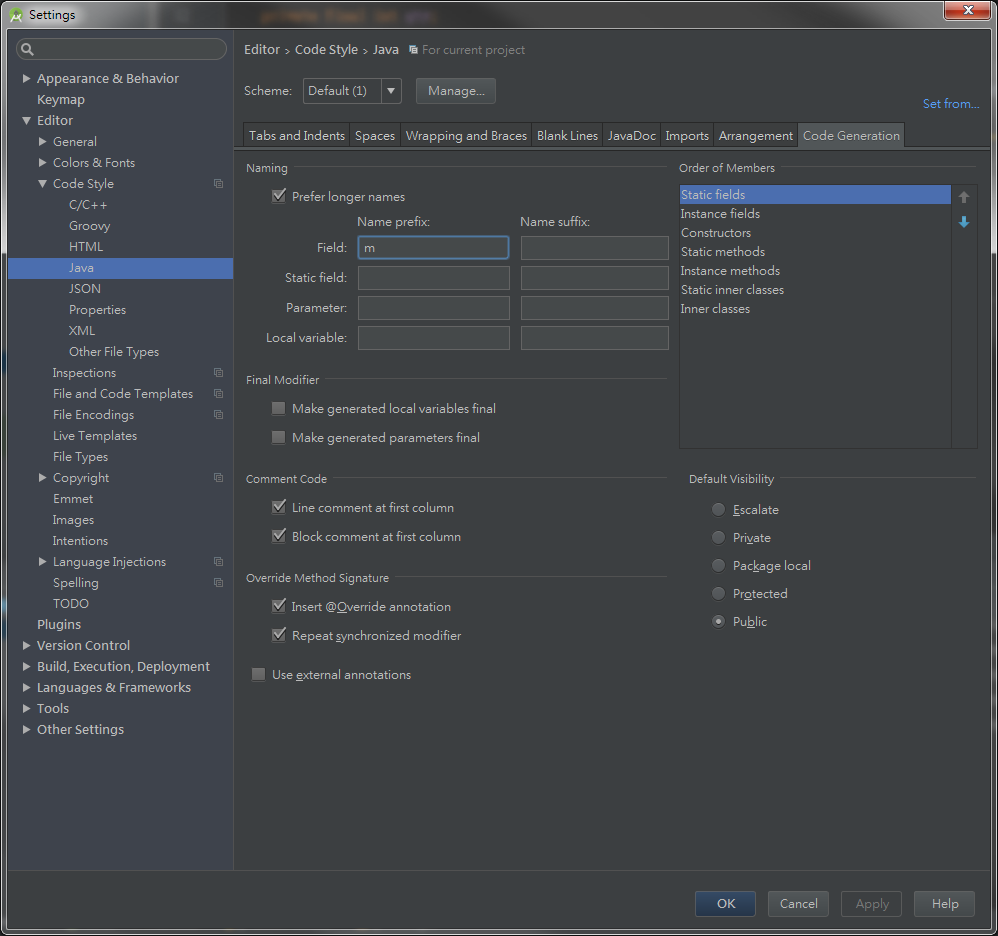 Settings
Editor › Code Style › Java For current project
Scheme: Default (1) Manage...
Set from...
Appearance & Behavior
Keymap
Editor
General
Colors & Fonts
Code Style
C/C++
Groovy
HTML
Java
JSON
Properties
XML
Other File Types
Inspections
File and Code Templates
File Encodings
Live Templates
File Types
Copyright
Emmet
Images
Intentions
Language Injections
Spelling
TODO
Plugins
Version Control
Build, Execution, Deployment
Languages & Frameworks
Tools
Other Settings
Tabs and Indents Spaces Wrapping and Braces Blank Lines JavaDoc Imports Arrangement Code Generation
Naming
Prefer longer names
Name prefix: Name suffix:
Field: m
Static field:
Parameter:
Local variable:
Final Modifier
Make generated local variables final
Make generated parameters final
Comment Code
Line comment at first column
Block comment at first column
Override Method Signature
Insert @Override annotation
Repeat synchronized modifier
Use external annotations
Order of Members
Static fields
Instance fields
Constructors
Static methods
Instance methods
Static inner classes
Inner classes
Default Visibility
Escalate
Private
Package local
Protected
Public
OK Cancel Apply Help